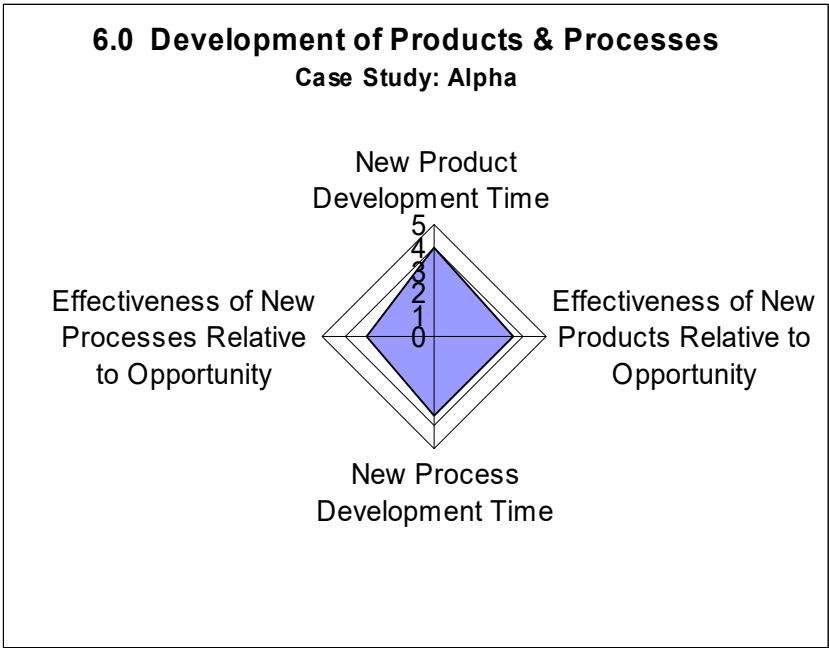 6.0 Development of Products & Processes
Case Study: Alpha
New Product
Development Time
5
4
3
2
1
0
Effectiveness of New
Processes Relative
to Opportunity
Effectiveness of New
Products Relative to
Opportunity
New Process
Development Time